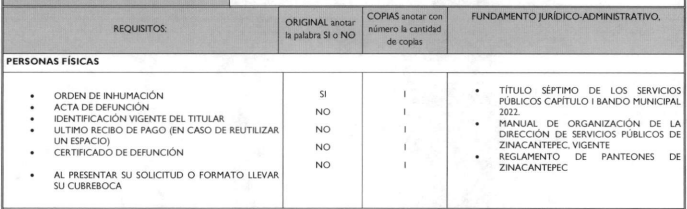 REQUISITOS:
ORIGINAL anotar
la palabra SI o NO
COPIAS anotar con
número la cantidad
de copias
FUNDAMENTO JURÍDICO-ADMINISTRATIVO,
PERSONAS FÍSICAS
• ORDEN DE INHUMACIÓN
• ACTA DE DEFUNCIÓN
• IDENTIFICACIÓN VIGENTE DEL TITULAR
• ULTIMO RECIBO DE PAGO (EN CASO DE REUTILIZAR
UN ESPACIO)
• CERTIFICADO DE DEFUNCIÓN
• AL PRESENTAR SU SOLICITUD O FORMATO LLEVAR
SU CUBREBOCA
SI
NO
NO
NO
NO
1
1
1
1
1
• TÍTULO SÉPTIMO DE LOS SERVICIOS
PÚBLICOS CAPÍTULO I BANDO MUNICIPAL
2022.
• MANUAL DE ORGANIZACIÓN DE LA
DIRECCIÓN DE SERVICIOS PÚBLICOS DE
ZINACANTEPEC, VIGENTE
• REGLAMENTO DE PANTEONES DE
ZINACANTEPEC